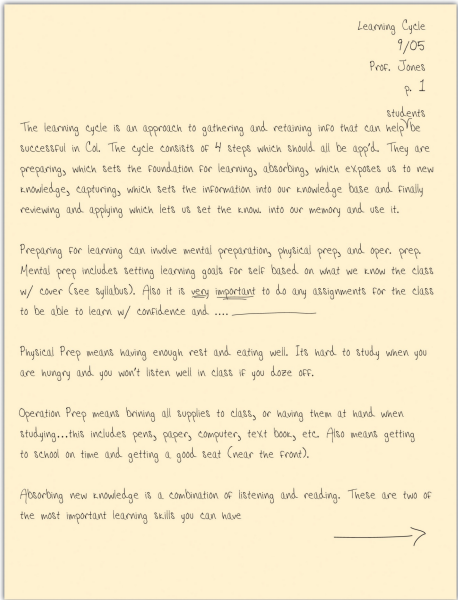 Learning Cycle
9/05
Prof. Jones
p. 1
students
The learning cycle is an approach to gathering and retaining info that can help be
successful in Col. The cycle consists of 4 steps which should all be app'd. They are
preparing, which sets the foundation for learning, absorbing, which exposes us to new
knowledge, capturing, which sets the information into our knowledge base and finally
reviewing and applying which lets us set the know. into our memory and use it.
Preparing for learning can involve mental preparation, physical prep, and oper. prep.
Mental prep includes setting learning goals for self based on what we know the class
w/ cover (see syllabus). Also it is very important to do any assignments for the class
to be able to learn w/ confidence and ....
Physical Prep means having enough rest and eating well. Its hard to study when you
are hungry and you won't listen well in class if you doze off.
Operation Prep means brining all supplies to class, or having them at hand when
studying...this includes pens, paper, computer, text book, etc. Also means getting
to school on time and getting a good seat (near the front).
Absorbing new knowledge is a combination of listening and reading. These are two of
the most important learning skills you can have